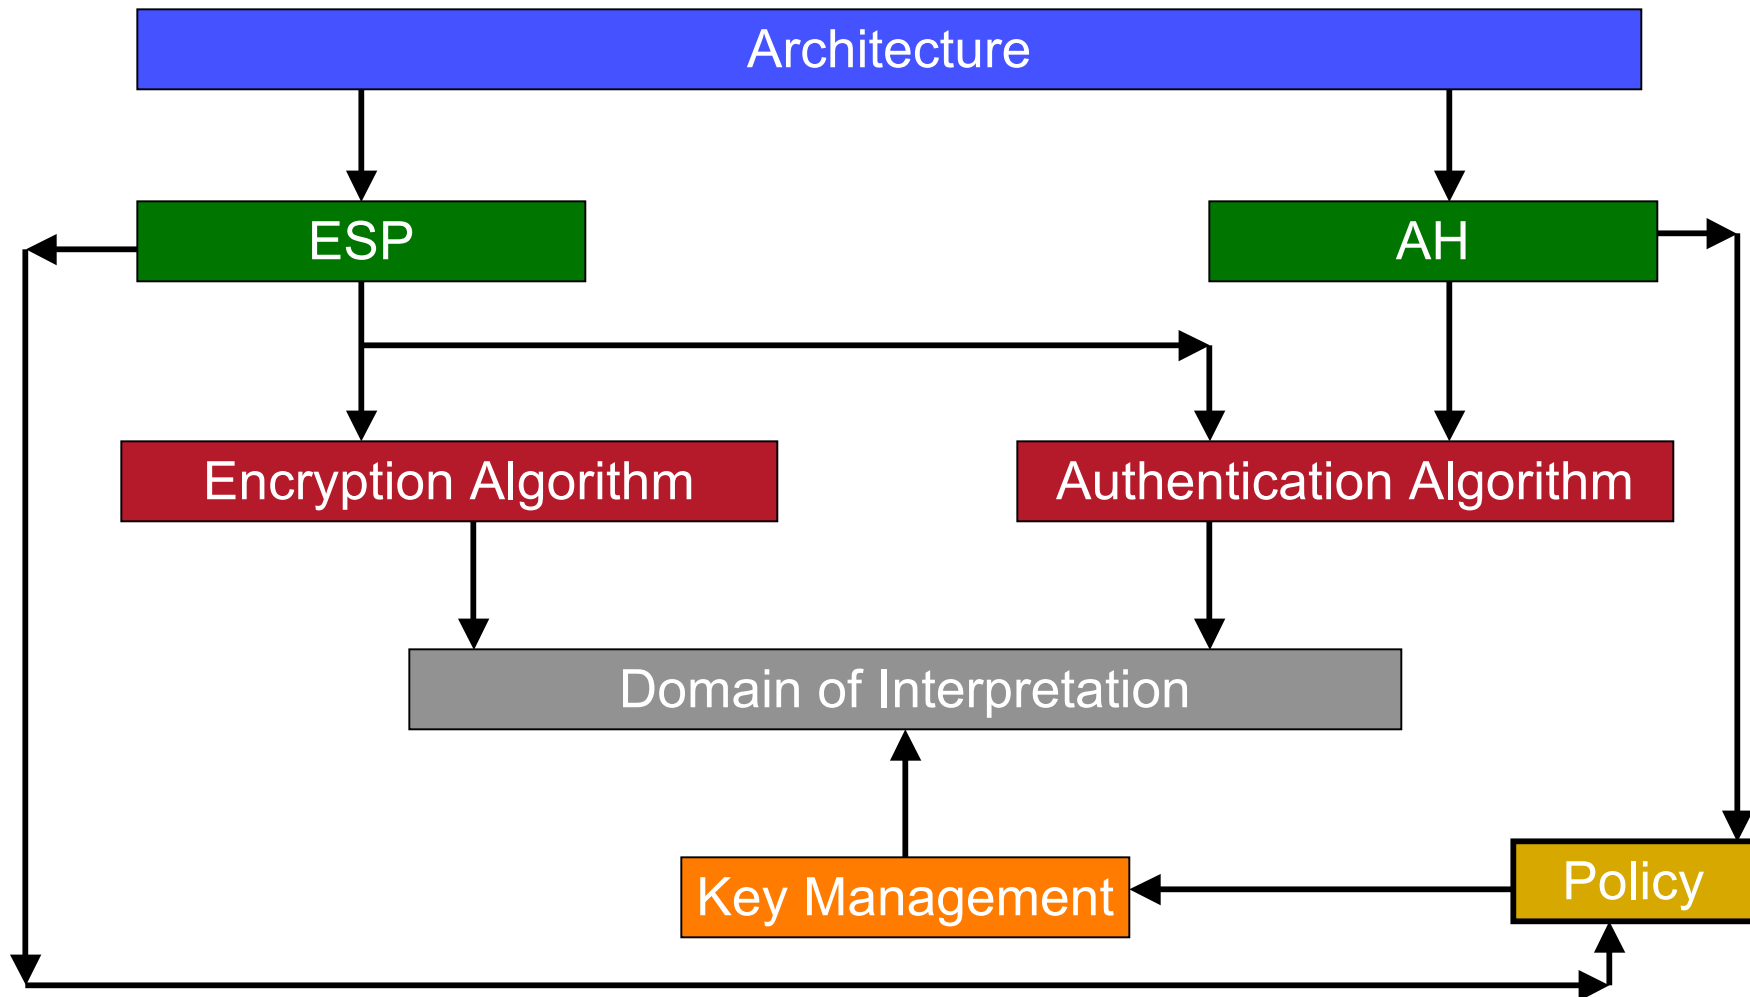 Architecture
ESP
AH
Encryption Algorithm
Authentication Algorithm
Domain of Interpretation
Key Management
Policy